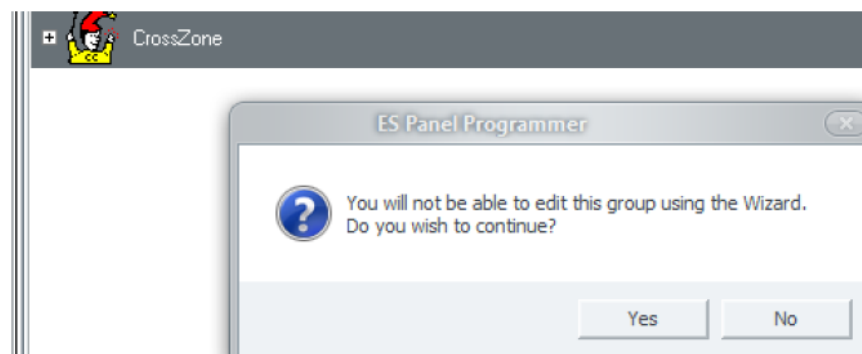 CrossZone
CC
ES Panel Programmer
You will not be able to edit this group using the Wizard.
Do you wish to continue?
Yes
No